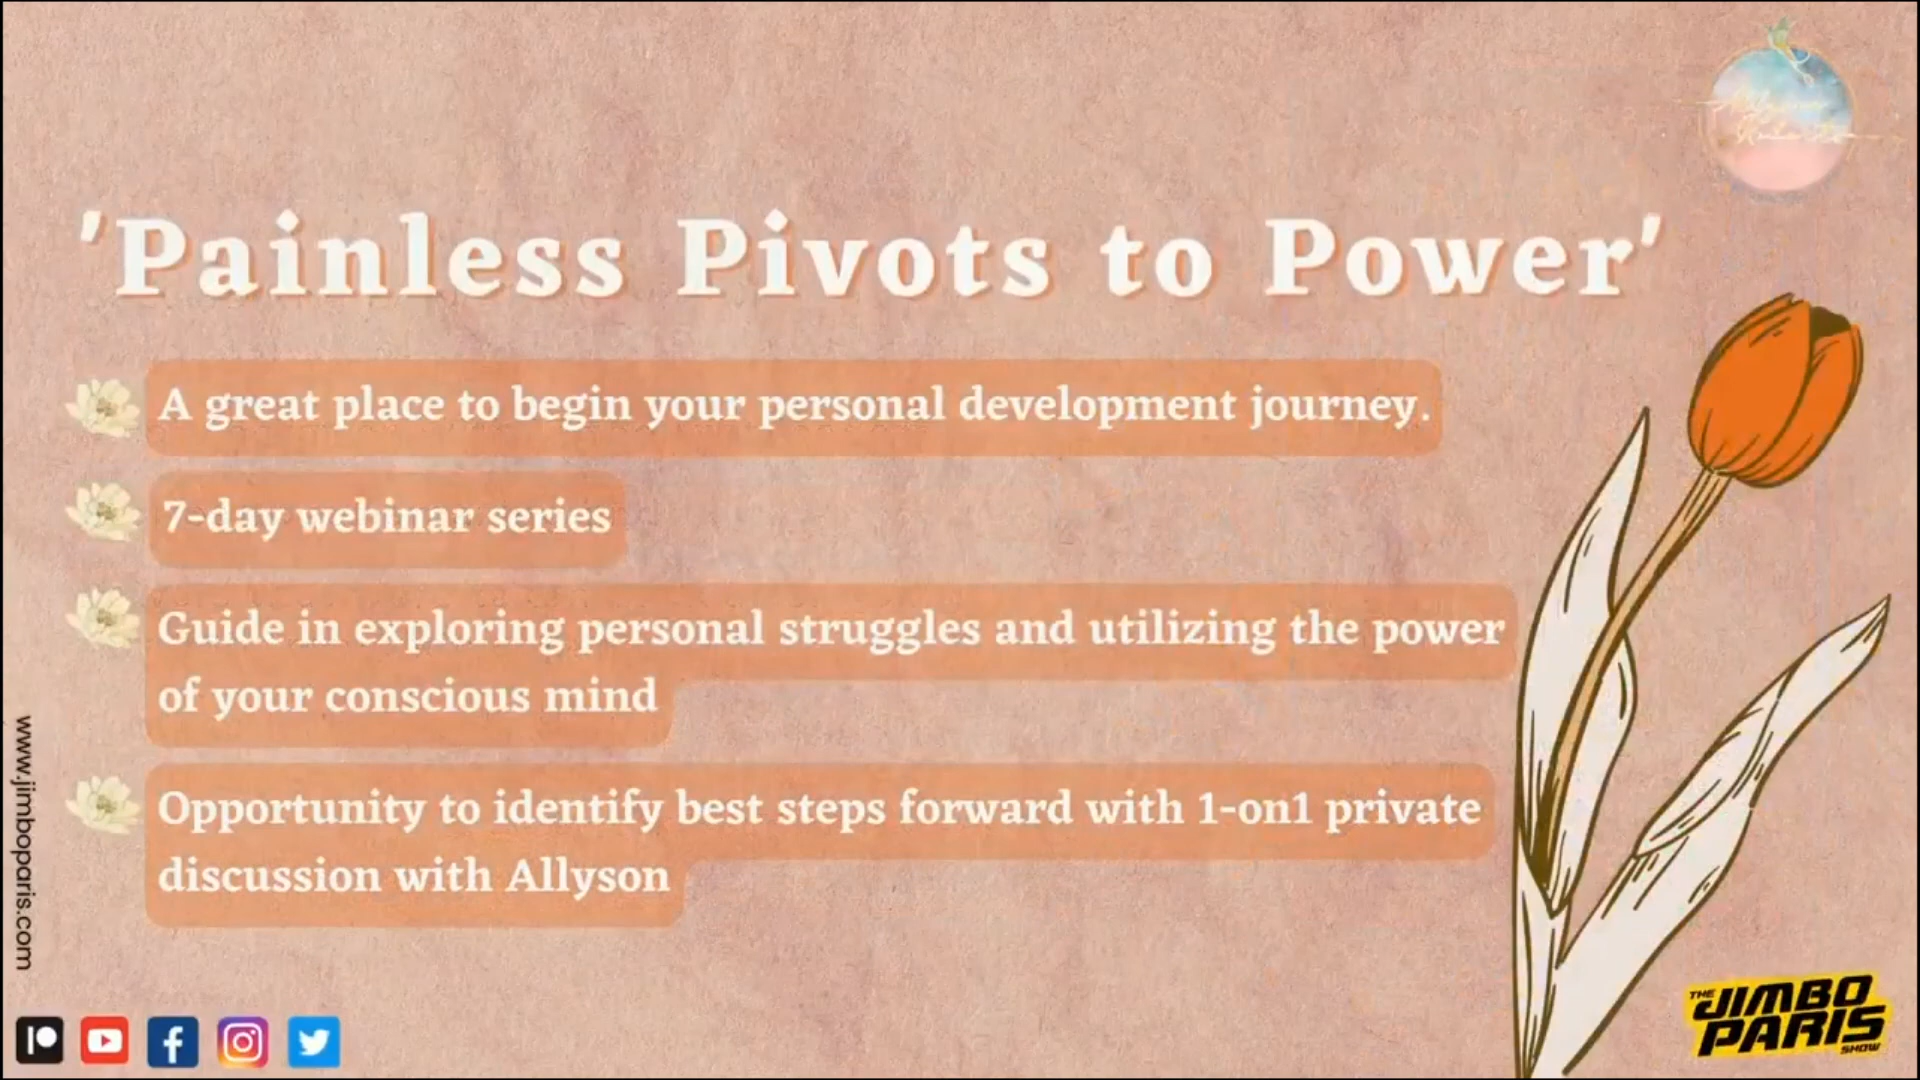 'Painless Pivots to Power'
A great place to begin your personal development journey.
7-day webinar series
Guide in exploring personal struggles and utilizing the power
of your conscious mind
Opportunity to identify best steps forward with 1-on1 private
discussion with Allyson
www.jimboparis.com
THE
JIMBO
PARIS
SHOW